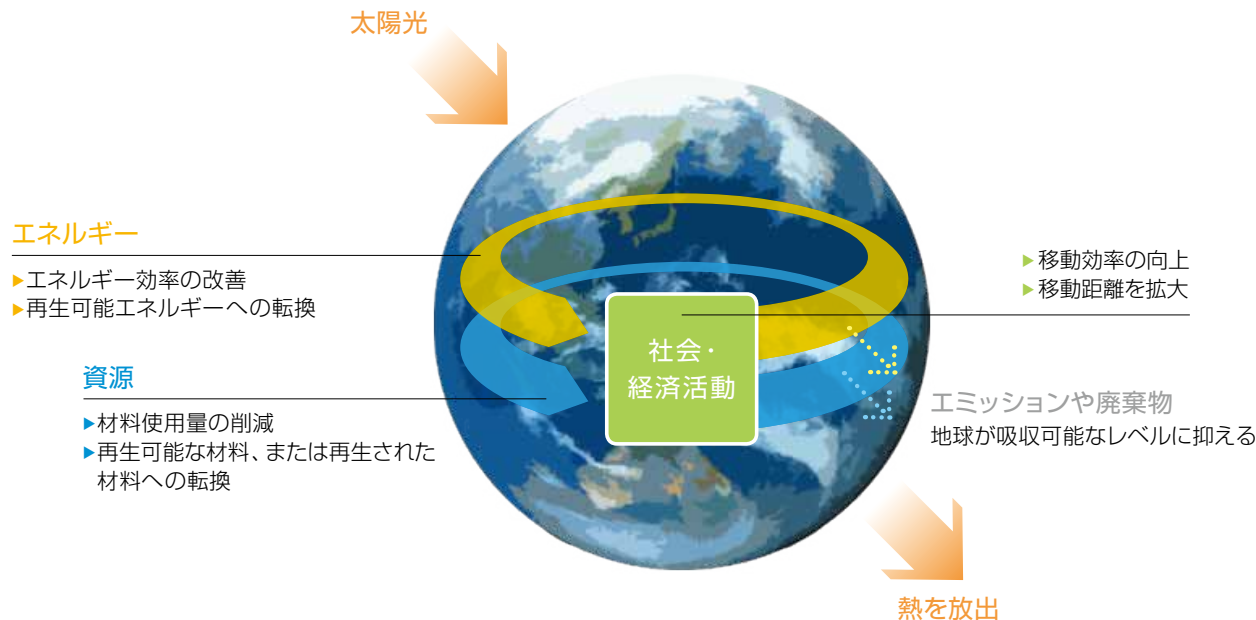 太陽光
エネルギー
▶エネルギー効率の改善
▶再生可能エネルギーへの転換
資源
▶材料使用量の削減
▶再生可能な材料、または再生された
材料への転換
社会・
経済活動
▶移動効率の向上
▶移動距離を拡大
エミッションや廃棄物
地球が吸収可能なレベルに抑える
熱を放出